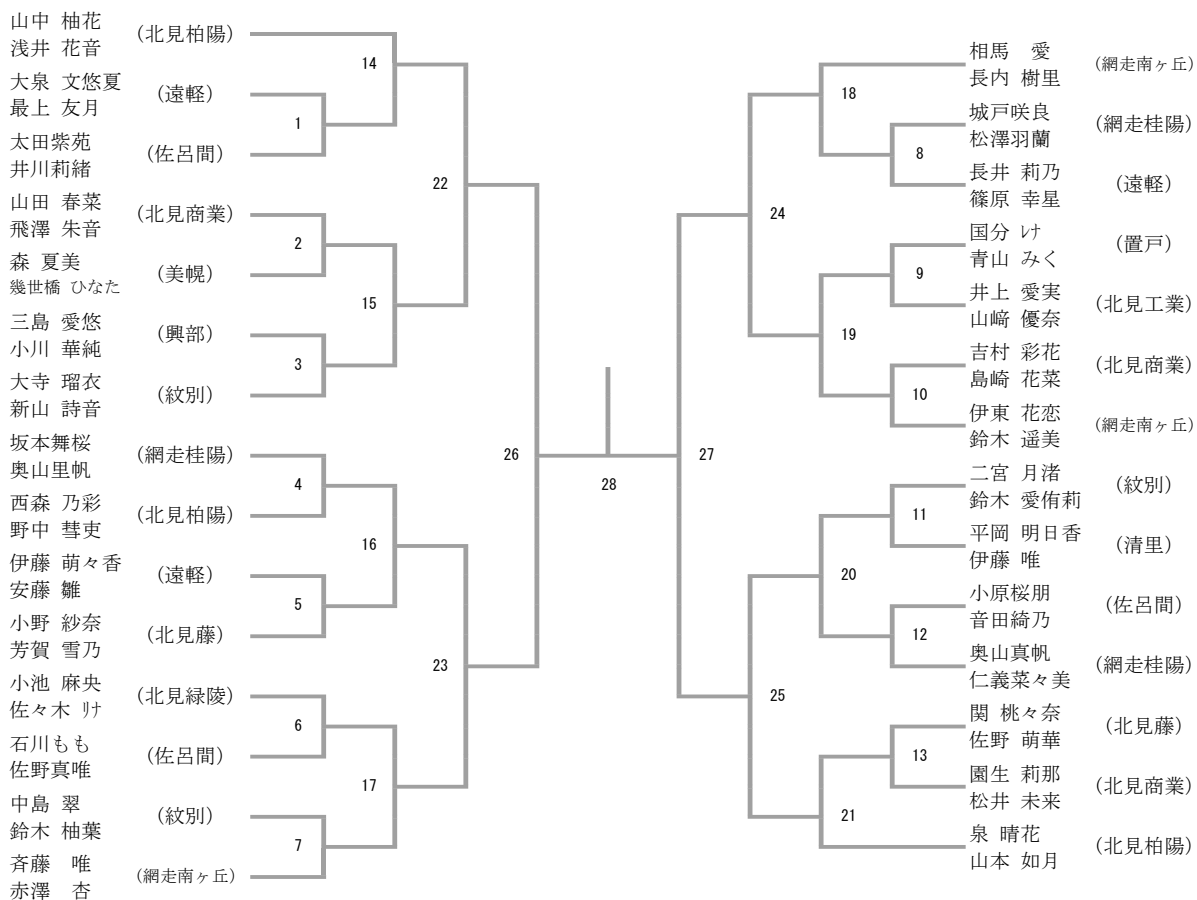 山中 柚花
浅井 花音
(北見柏陽)
大泉 文悠夏
最上 友月
(遠軽)
太田紫苑
井川莉緒
(佐呂間)
山田 春菜
飛澤 朱音
(北見商業)
森 夏美
幾世橋 ひなた
(美幌)
三島 愛悠
小川 華純
(興部)
大寺 瑠衣
新山 詩音
(紋別)
坂本舞桜
奥山里帆
(網走桂陽)
西森 乃彩
野中 彗吏
(北見柏陽)
伊藤 萌々香
安藤 雛
(遠軽)
小野 紗奈
芳賀 雪乃
(北見藤)
小池 麻央
佐々木 ﾘﾅ
(北見緑陵)
石川もも
佐野真唯
(佐呂間)
中島 翠
鈴木 柚葉
(紋別)
斉藤 唯
赤澤 杏
(網走南ヶ丘)
1
2
3
4
5
6
7
14
15
16
17
22
23
26
28
27
24
25
18
19
20
21
8
9
10
11
12
13
相馬 愛
長内 樹里
(網走南ヶ丘)
城戸咲良
松澤羽蘭
(網走桂陽)
長井 莉乃
篠原 幸星
(遠軽)
国分 ﾚﾅ
青山 みく
(置戸)
井上 愛実
山﨑 優奈
(北見工業)
吉村 彩花
島崎 花菜
(北見商業)
伊東 花恋
鈴木 遥美
(網走南ヶ丘)
二宮 月渚
鈴木 愛侑莉
(紋別)
平岡 明日香
伊藤 唯
(清里)
小原桜朋
音田綺乃
(佐呂間)
奥山真帆
仁義菜々美
(網走桂陽)
関 桃々奈
佐野 萌華
(北見藤)
園生 莉那
松井 未来
(北見商業)
泉 晴花
山本 如月
(北見柏陽)